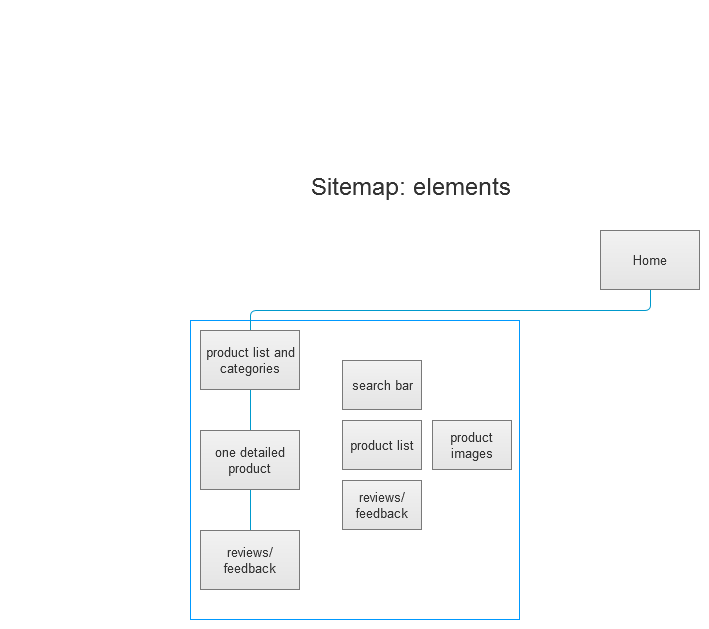 Sitemap: elements
Home
product list and
categories
search bar
one detailed
product
product list
product
images
reviews/
feedback
reviews/
feedback